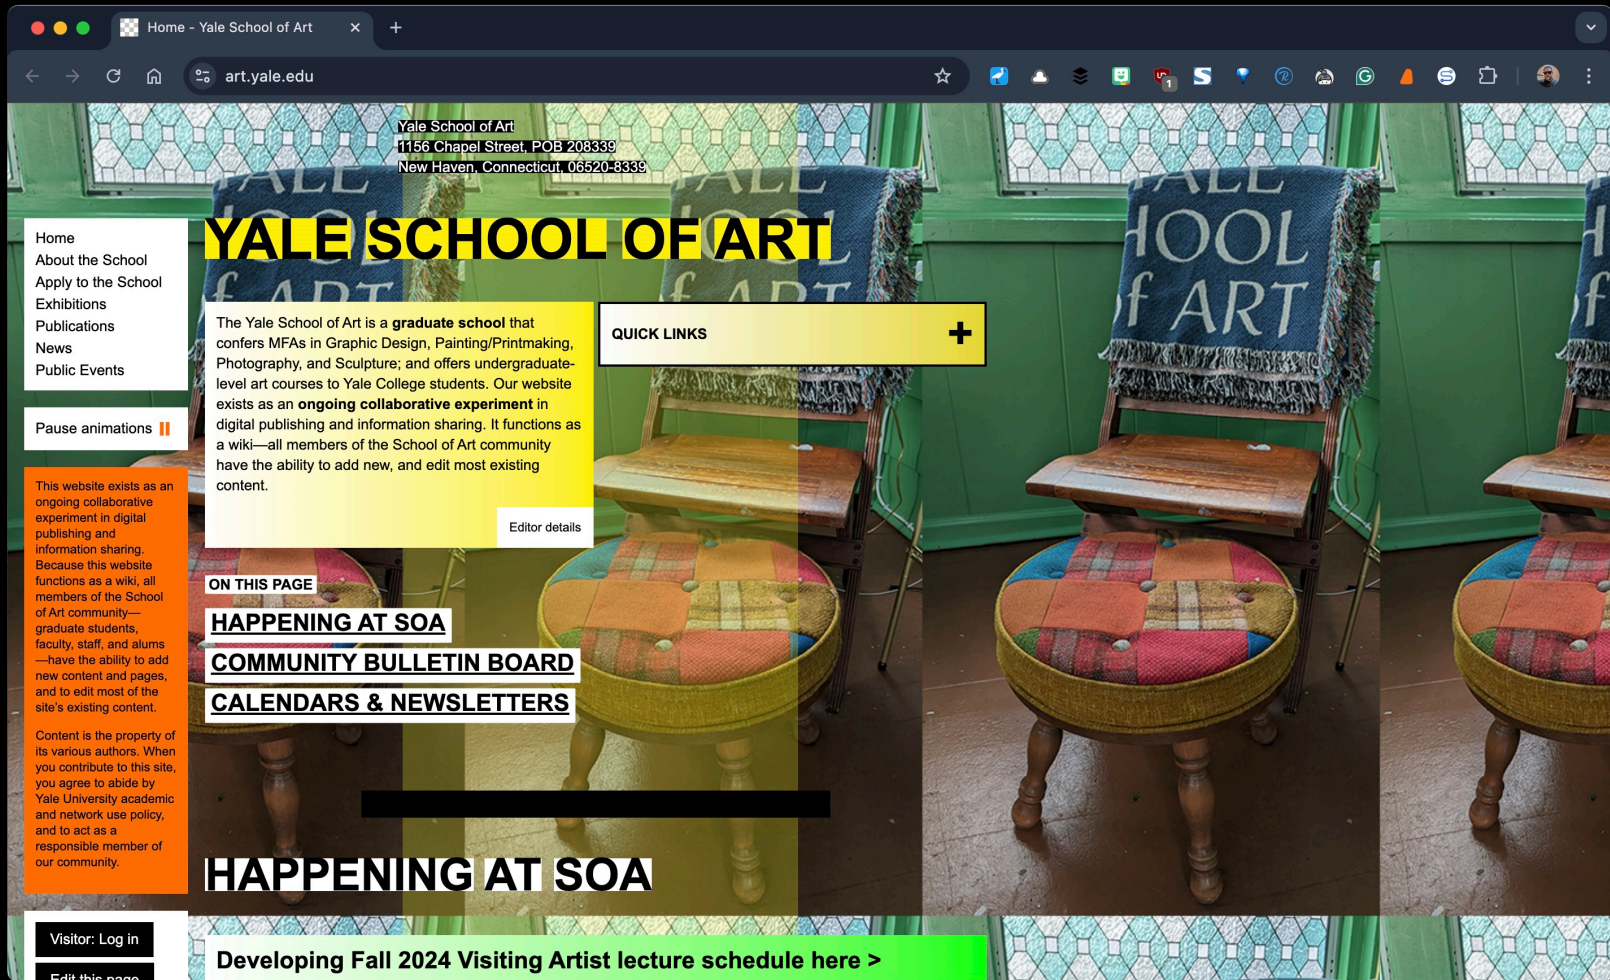 Home - Yale School of Art
art.yale.edu
1
Yale School of Art
1156 Chapel Street, POB 208339
New Haven, Connecticut, 06520-8339
YALE SCHOOL OF ART
Home
About the School
Apply to the School
Exhibitions
Publications
News
Public Events
Pause animations
This website exists as an
ongoing collaborative
experiment in digital
publishing and
information sharing.
Because this website
functions as a wiki, all
members of the School
of Art community—
graduate students,
faculty, staff, and alums
—have the ability to add
new content and pages,
and to edit most of the
site's existing content.
Content is the property of
its various authors. When
you contribute to this site,
you agree to abide by
Yale University academic
and network use policy,
and to act as a
responsible member of
our community.
Visitor: Log in
Edit this page
The Yale School of Art is a graduate school that
confers MFAs in Graphic Design, Painting/Printmaking,
Photography, and Sculpture; and offers undergraduate-
level art courses to Yale College students. Our website
exists as an ongoing collaborative experiment in
digital publishing and information sharing. It functions as
a wiki—all members of the School of Art community
have the ability to add new, and edit most existing
content.
Editor details
QUICK LINKS
ON THIS PAGE
HAPPENING AT SOA
COMMUNITY BULLETIN BOARD
CALENDARS & NEWSLETTERS
HAPPENING AT SOA
Developing Fall 2024 Visiting Artist lecture schedule here >